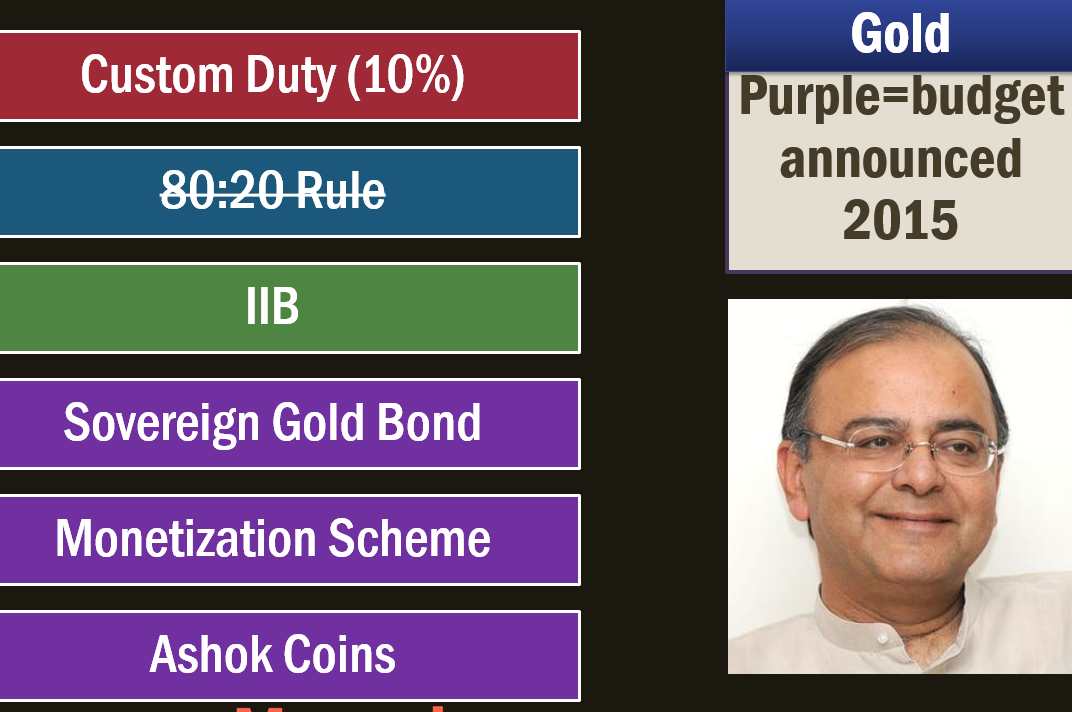 Custom Duty (10%)
80:20 Rule
IIB
Sovereign Gold Bond
Monetization Scheme
Ashok Coins
Gold
Purple=budget
announced
2015